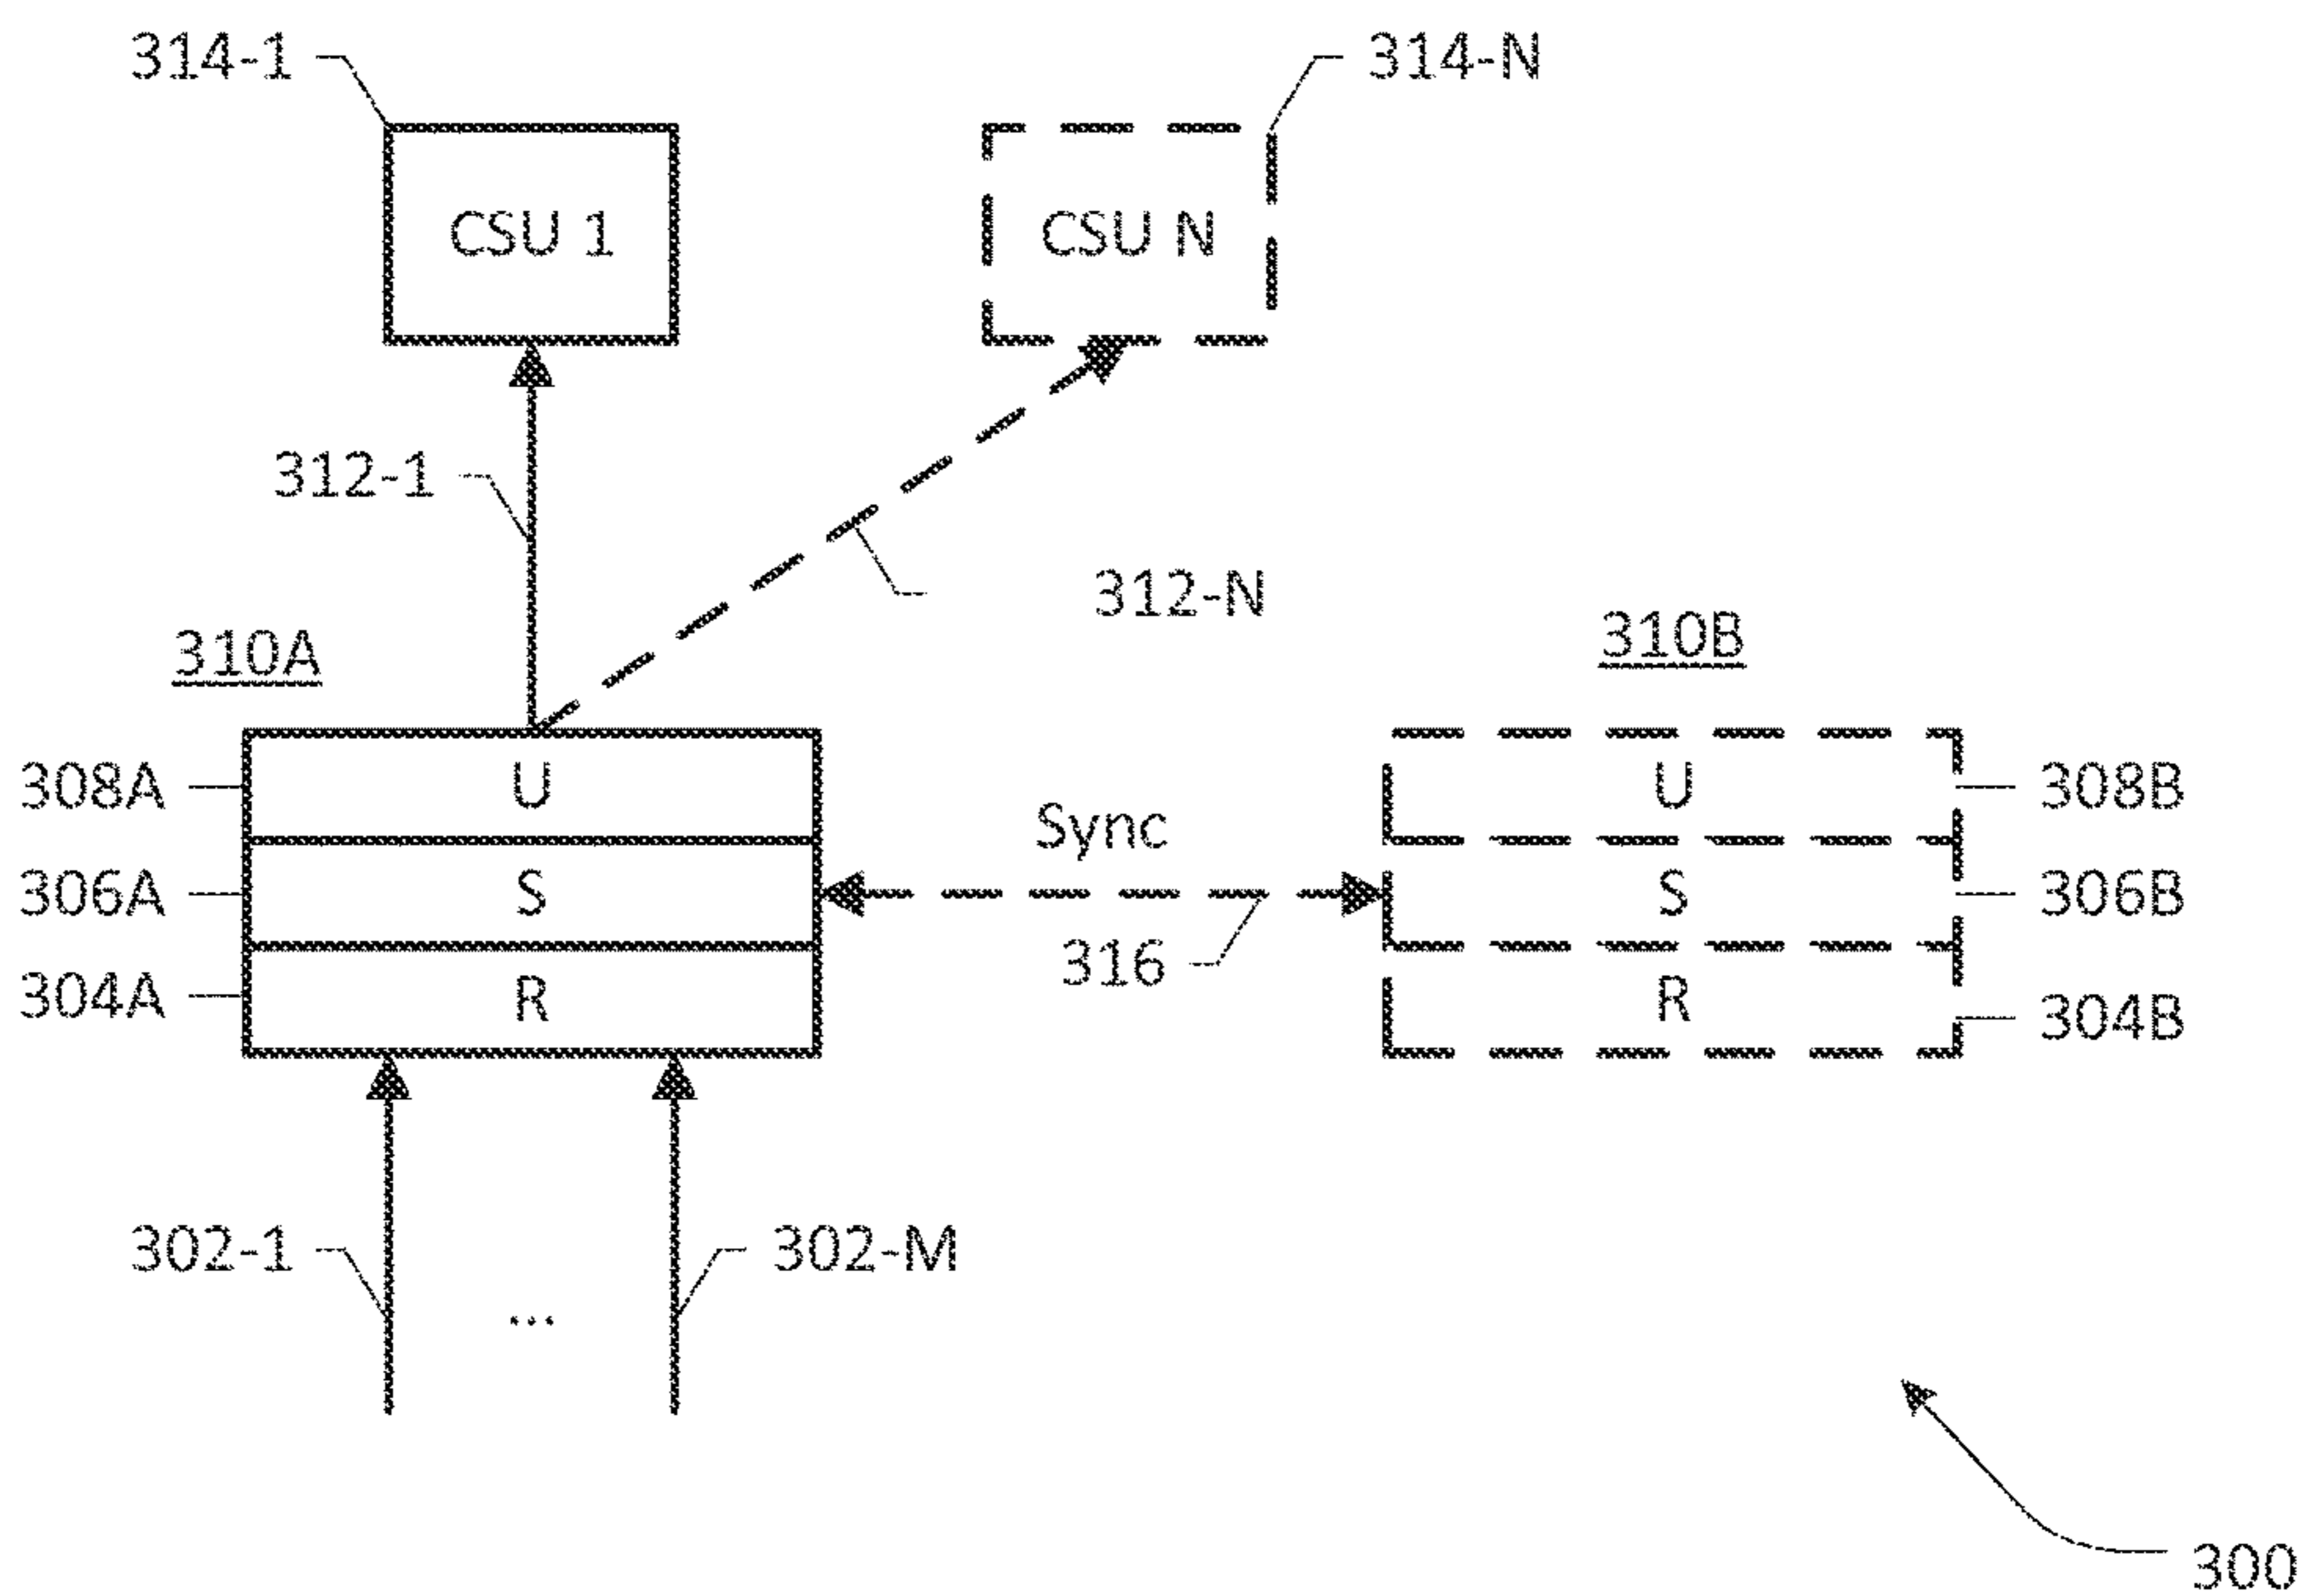 314-1
314-N
CSU 1
CSU N
312-1
312-N
310A
310B
308A
U
U
308B
Sync
306A
S
S
306B
316
304A
R
R
304B
302-1
302-M
...
300